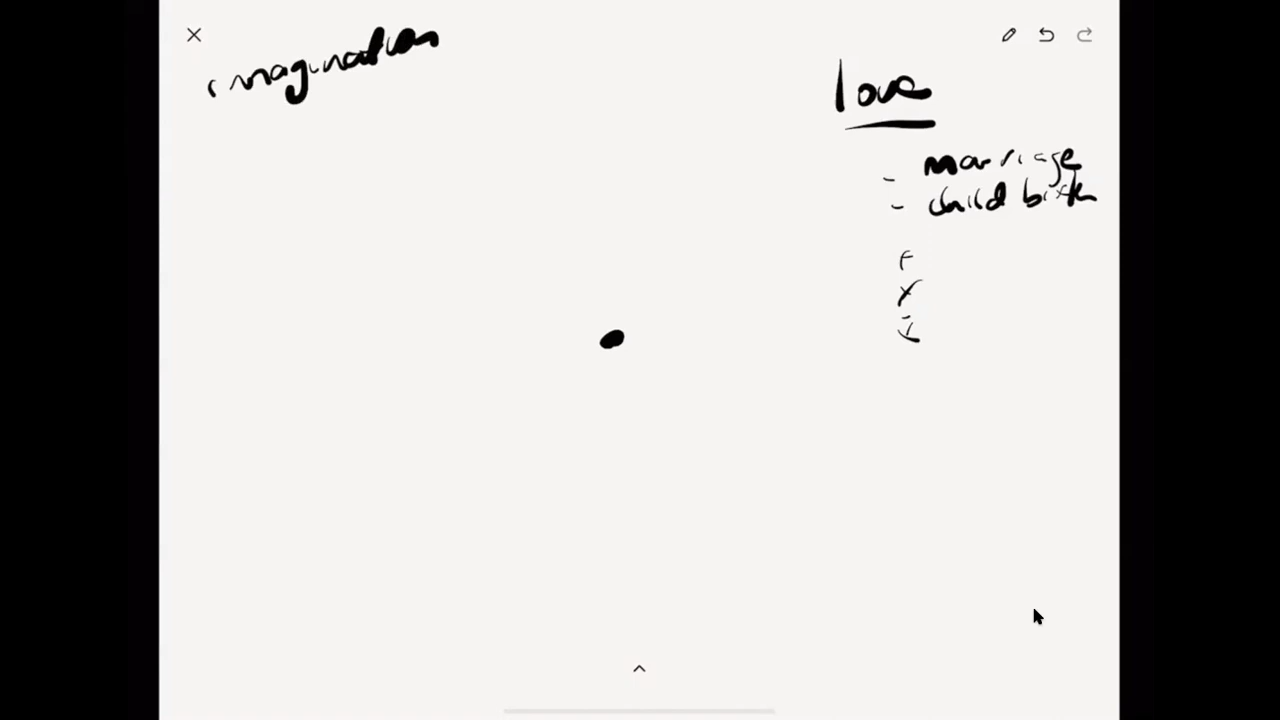 imagination
love
- marriage
- child birth